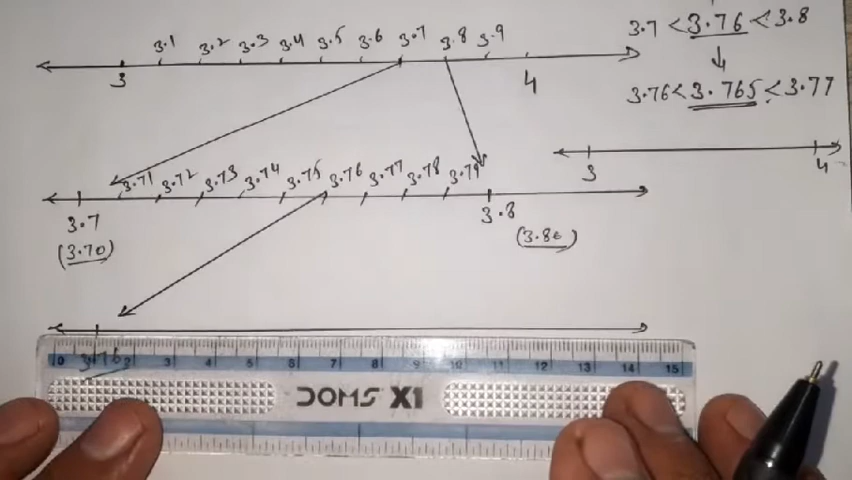 3.1 3.2 3.3 3.4 3.5 3.6 3.7 3.8 3.9
3 4
3.7 < 3.76 < 3.8
3.76 < 3.765 < 3.77
3 4
3.71 3.72 3.73 3.74 3.75 3.76 3.77 3.78 3.79
3.7 3.8
(3.70) (3.80)
3.76
0 1 2 3 4 5 6 7 8 9 10 11 12 13 14 15
DOMS X1